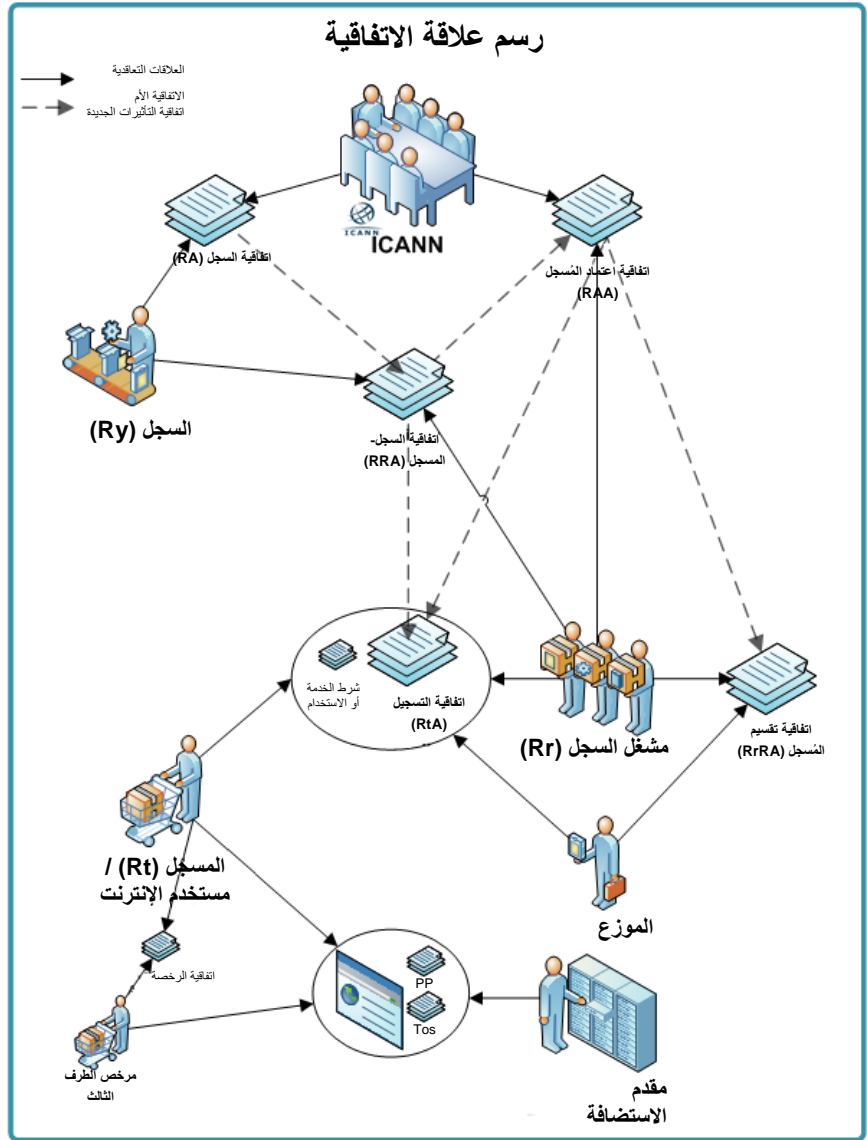 رسم علاقة الاتفاقية
العلاقات التعاقدية
الاتفاقية الأم
اتفاقية التأثيرات الجديدة
ICANN
ICANN
اتفاقية السجل (RA)
اتفاقية اعتماد المُسجل
(RAA)
السجل (Ry)
اتفاقية السجل-
المسجل (RRA)
شرط الخدمة
أو الاستخدام
اتفاقية التسجيل
(RtA)
مشغل السجل (Rr)
اتفاقية تقسيم
المُسجل (RrRA)
المسجل (Rt) /
مستخدم الإنترنت
الموزع
اتفاقية الرخصة
PP
Tos
مرخص الطرف
الثالث
مقدم
الاستضافة